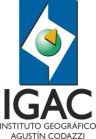 IGAC
INSTITUTO GEOGRÁFICO
AGUSTÍN CODAZZI